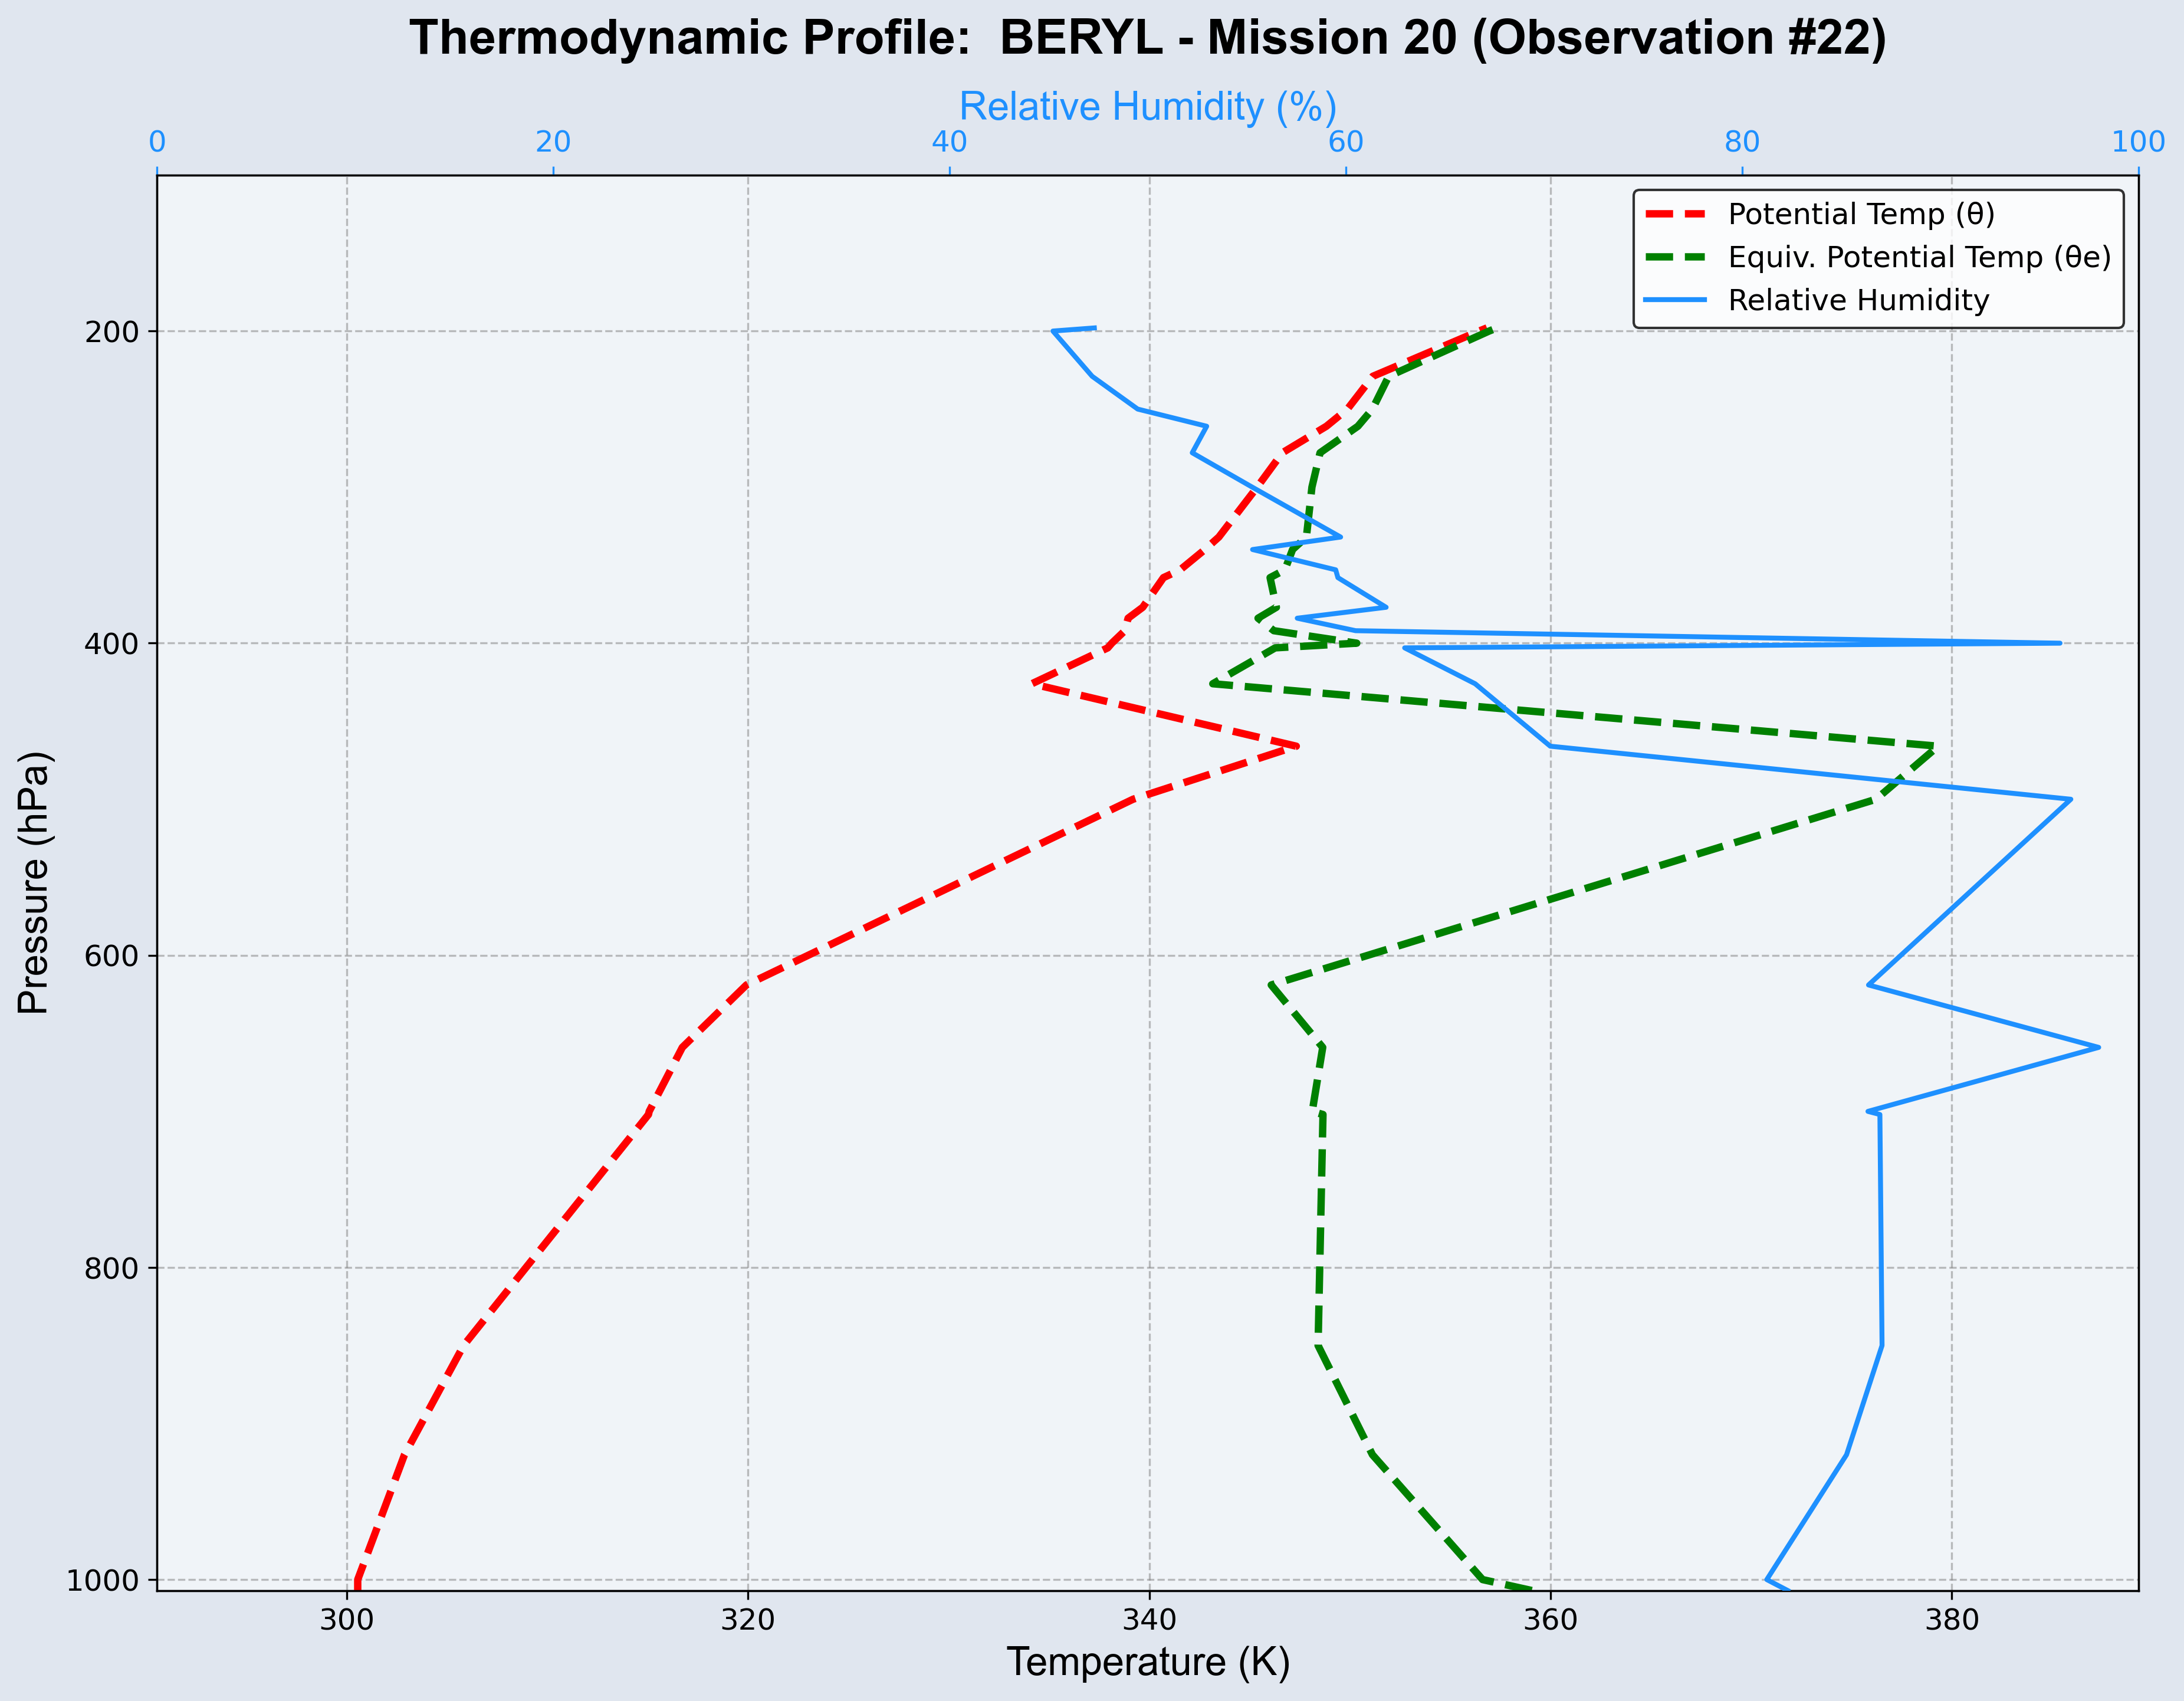 Thermodynamic Profile:  BERYL - Mission 20 (Observation #22)
Relative Humidity (%)
0 20 40 60 80 100
Potential Temp (θ)
Equiv. Potential Temp (θe)
Relative Humidity
200
400
600
800
1000
Pressure (hPa)
300 320 340 360 380
Temperature (K)